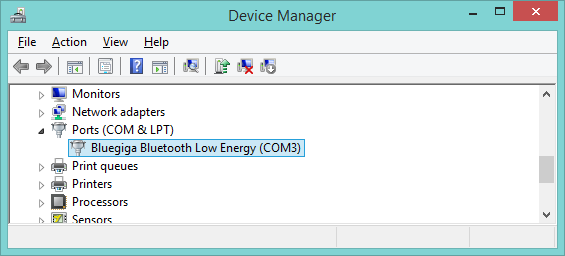 Device Manager
File Action View Help
Monitors
Network adapters
Ports (COM & LPT)
Bluegiga Bluetooth Low Energy (COM3)
Print queues
Printers
Processors
Sensors